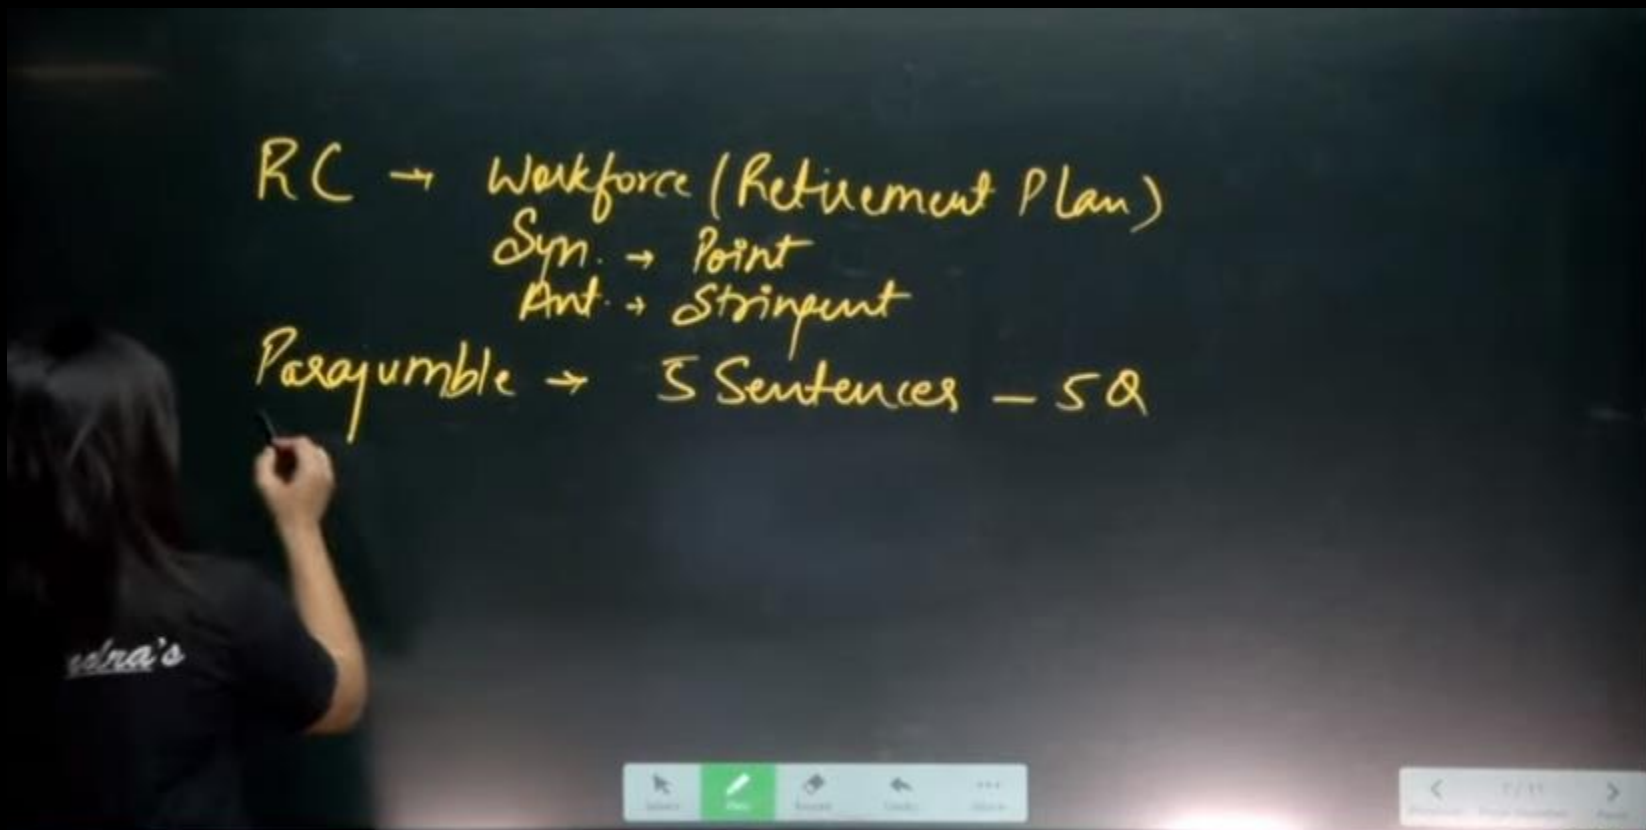 RC → Workforce (Retirement Plan)
Syn. → Point
Ant. → Stringent
Parajumble → 5 Sentences – 5Q